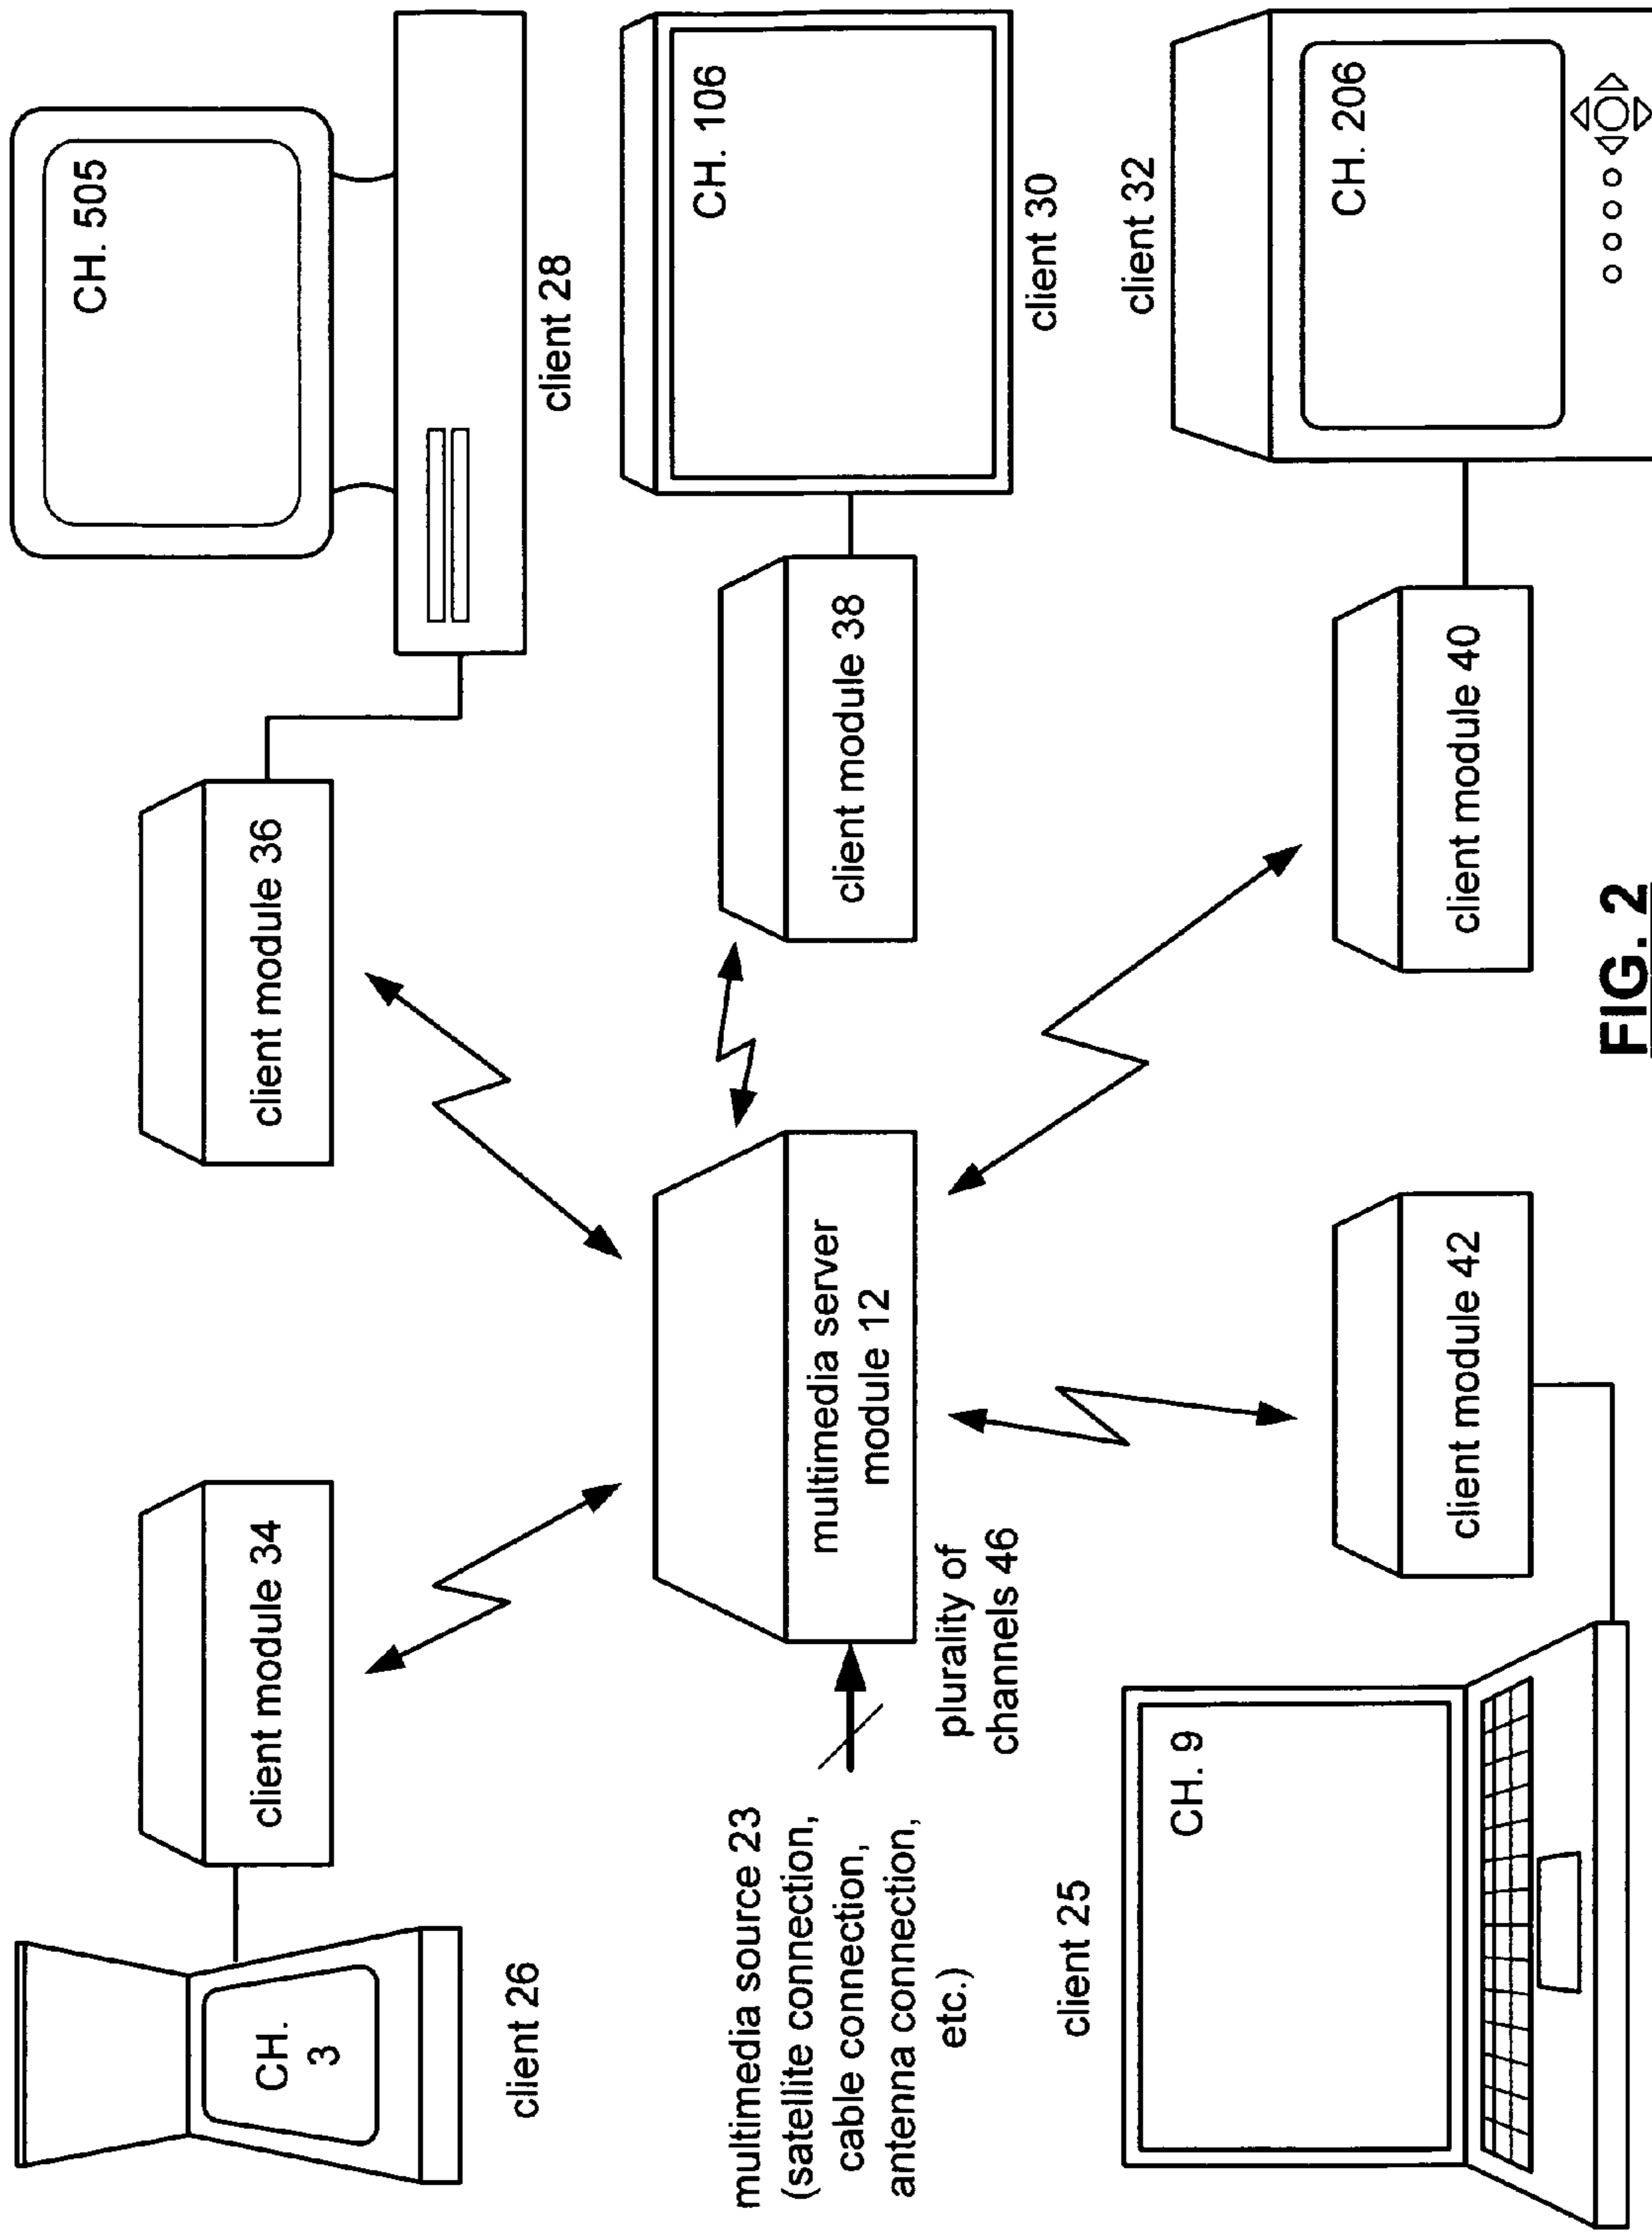 CH.
3
client 26
client module 34
client module 36
CH. 505
client 28
multimedia source 23
(satellite connection,
cable connection,
antenna connection,
etc.)
plurality of
channels 46
multimedia server
module 12
client module 38
CH. 106
client 30
client 25
CH. 9
client module 42
client module 40
client 32
CH. 206
FIG. 2